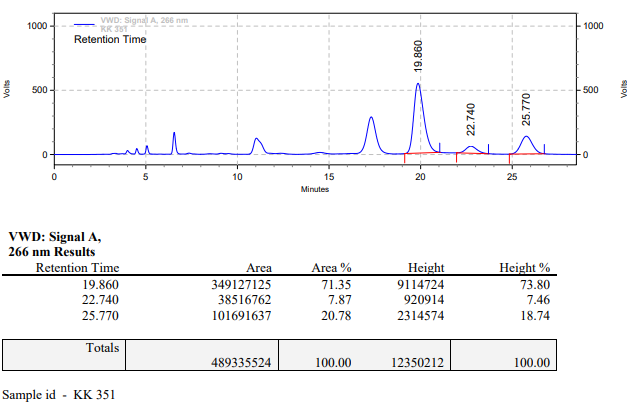 VWD: Signal A, 266 nm
KK 351
Retention Time
1000
500
0
Volts
19.860
22.740
25.770
1000
500
0
Volts
0 5 10 15 20 25
Minutes
VWD: Signal A,
266 nm Results
Retention Time Area Area % Height Height %
19.860 349127125 71.35 9114724 73.80
22.740 38516762 7.87 920914 7.46
25.770 101691637 20.78 2314574 18.74
Totals
489335524 100.00 12350212 100.00
Sample id - KK 351